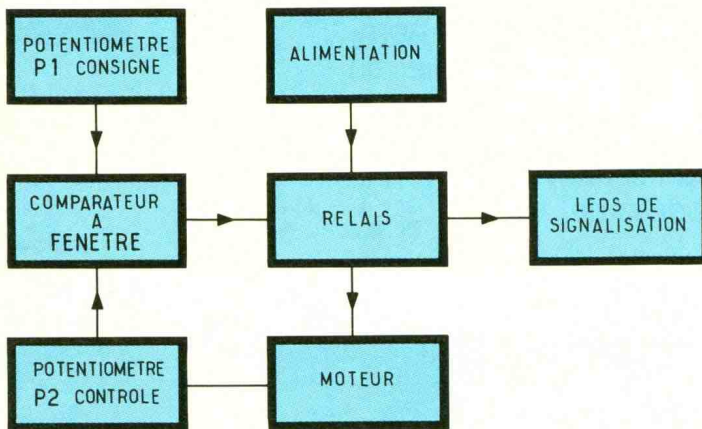 POTENTIOMETRE
P1 CONSIGNE
ALIMENTATION
COMPARATEUR
A
FENETRE
RELAIS
LEDS DE
SIGNALISATION
POTENTIOMETRE
P2 CONTROLE
MOTEUR